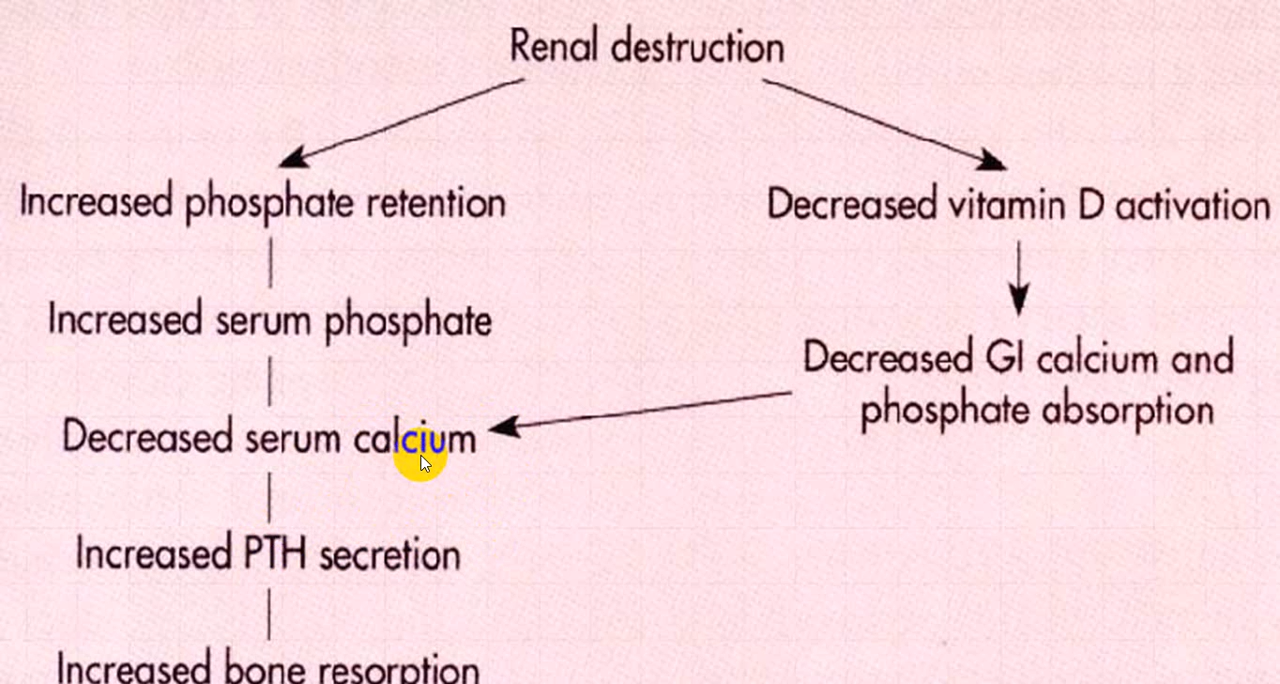 Renal destruction
Increased phosphate retention
Decreased vitamin D activation
Increased serum phosphate
Decreased GI calcium and
phosphate absorption
Decreased serum calcium
Increased PTH secretion
Increased bone resorption